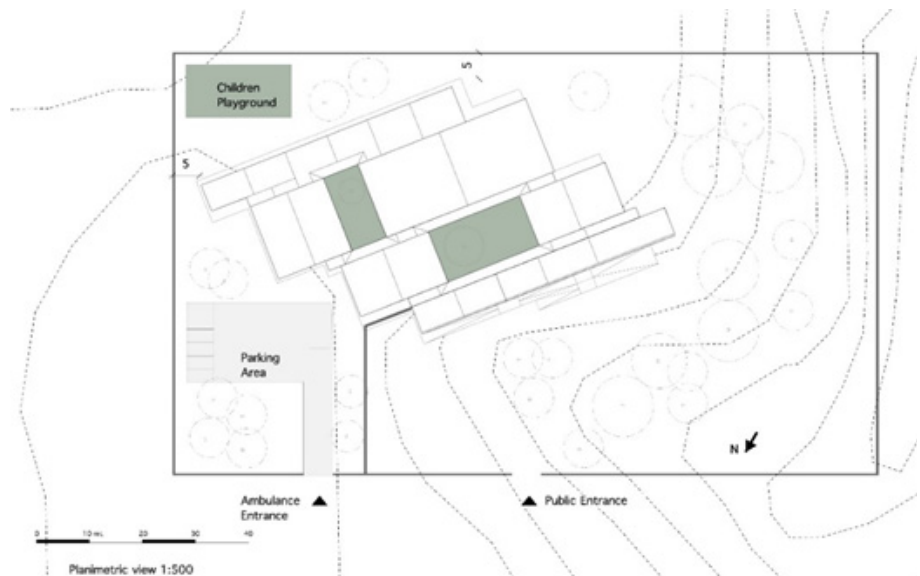 5
Children
Playground
5
Parking
Area
N
Ambulance
Entrance
Public Entrance
0 10 mt. 20 30 40
Planimetric view 1:500